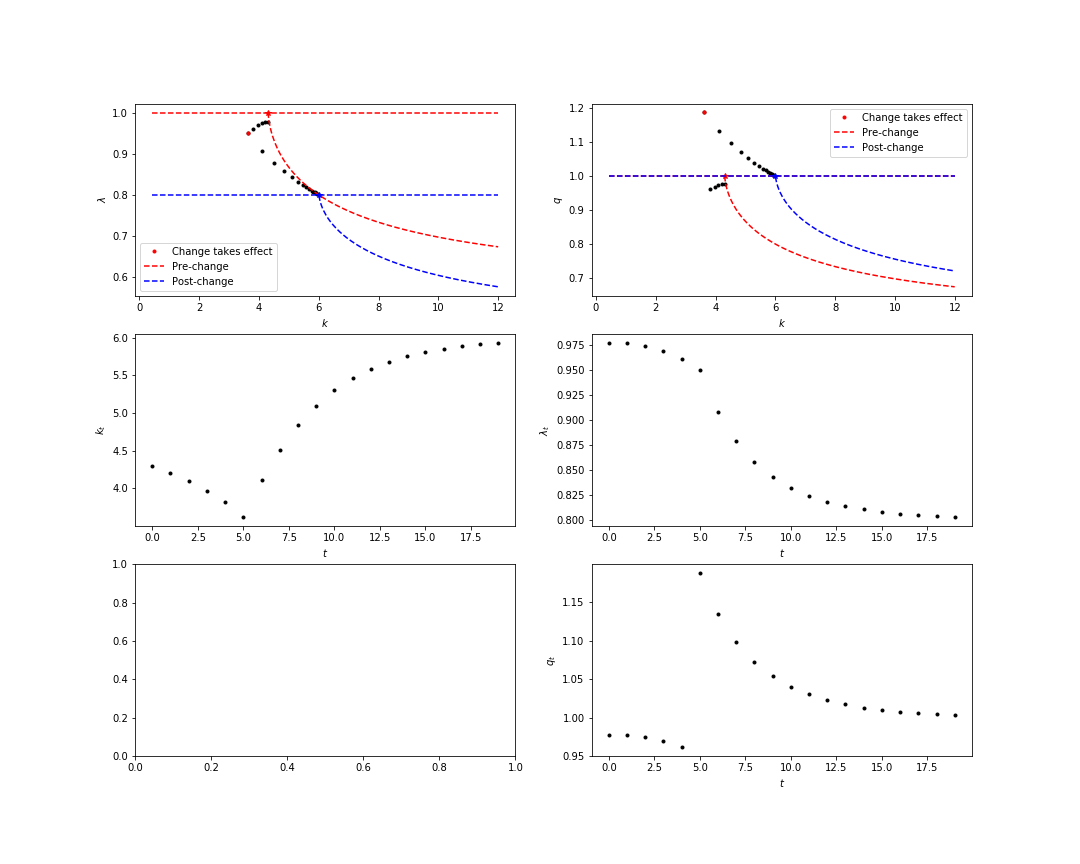 1.0
0.9
0.8
0.7
0.6
λ
Change takes effect
Pre-change
Post-change
0 2 4 6 8 10 12
k
1.2
1.1
1.0
0.9
0.8
0.7
q
Change takes effect
Pre-change
Post-change
0 2 4 6 8 10 12
k
6.0
5.5
5.0
4.5
4.0
k_t
0.0 2.5 5.0 7.5 10.0 12.5 15.0 17.5
t
0.975
0.950
0.925
0.900
0.875
0.850
0.825
0.800
λ_t
0.0 2.5 5.0 7.5 10.0 12.5 15.0 17.5
t
1.0
0.8
0.6
0.4
0.2
0.0
0.0 0.2 0.4 0.6 0.8 1.0
1.15
1.10
1.05
1.00
0.95
q_t
0.0 2.5 5.0 7.5 10.0 12.5 15.0 17.5
t